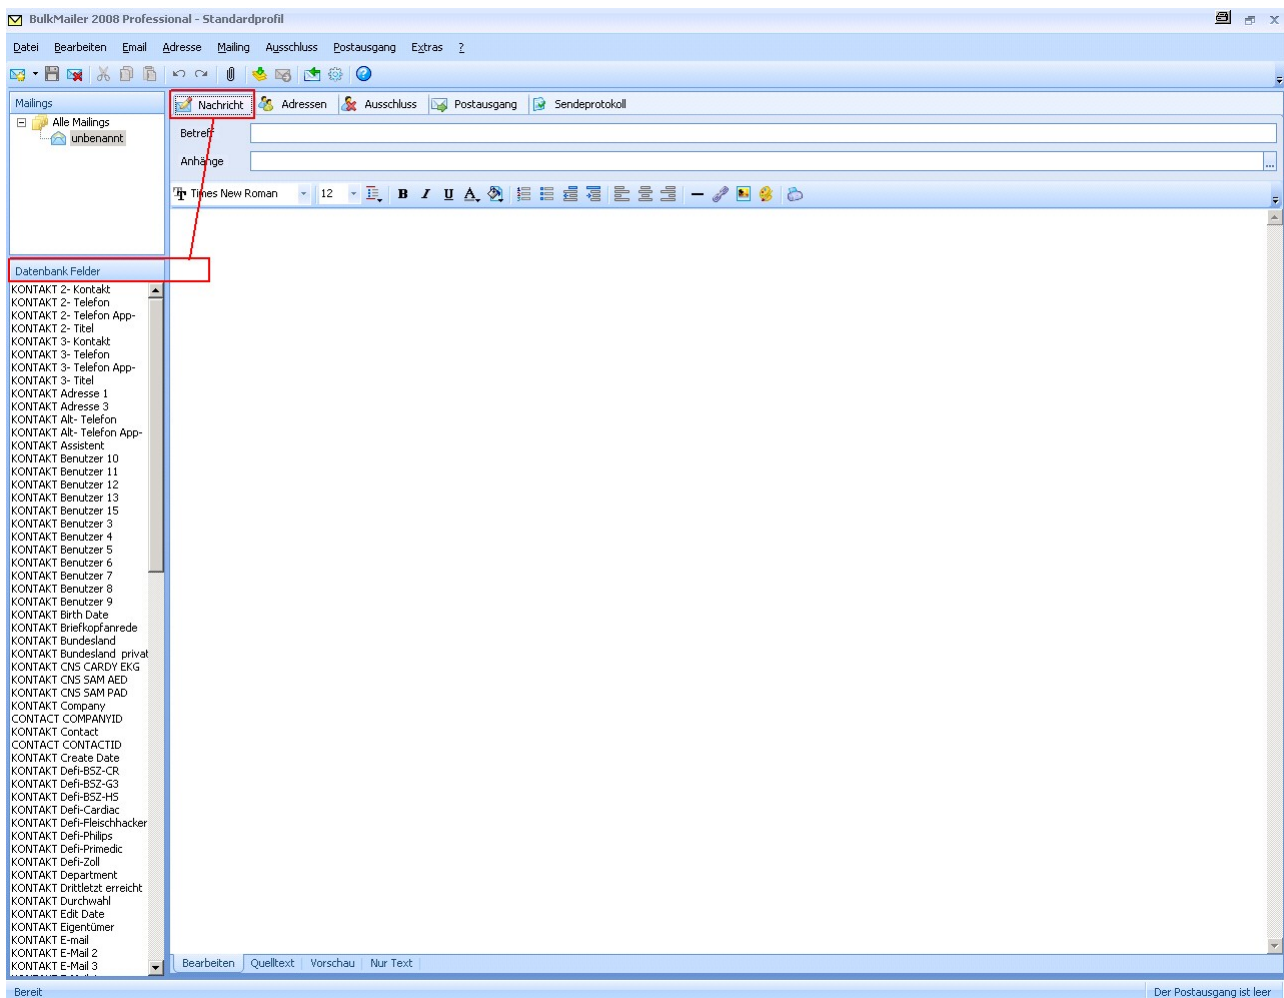 BulkMailer 2008 Professional - Standardprofil
Datei Bearbeiten Email Adresse Mailing Ausschluss Postausgang Extras ?
Mailings
Alle Mailings
unbenannt
Nachricht Adressen Ausschluss Postausgang Sendeprotokoll
Betreff
Anhänge
Times New Roman 12 B I U A
Datenbank Felder
KONTAKT 2- Kontakt
KONTAKT 2- Telefon
KONTAKT 2- Telefon App-
KONTAKT 2- Titel
KONTAKT 3- Kontakt
KONTAKT 3- Telefon
KONTAKT 3- Telefon App-
KONTAKT 3- Titel
KONTAKT Adresse 1
KONTAKT Adresse 3
KONTAKT Alt- Telefon
KONTAKT Alt- Telefon App-
KONTAKT Assistent
KONTAKT Benutzer 10
KONTAKT Benutzer 11
KONTAKT Benutzer 12
KONTAKT Benutzer 13
KONTAKT Benutzer 15
KONTAKT Benutzer 3
KONTAKT Benutzer 4
KONTAKT Benutzer 5
KONTAKT Benutzer 6
KONTAKT Benutzer 7
KONTAKT Benutzer 8
KONTAKT Benutzer 9
KONTAKT Birth Date
KONTAKT Briefkopfanrede
KONTAKT Bundesland
KONTAKT Bundesland privat
KONTAKT CNS CARDY EKG
KONTAKT CNS SAM AED
KONTAKT CNS SAM PAD
KONTAKT Company
CONTACT COMPANYID
KONTAKT Contact
CONTACT CONTACTID
KONTAKT Create Date
KONTAKT Defi-BSZ-CR
KONTAKT Defi-BSZ-G3
KONTAKT Defi-BSZ-HS
KONTAKT Defi-Cardiac
KONTAKT Defi-Fleischhacker
KONTAKT Defi-Philips
KONTAKT Defi-Primedic
KONTAKT Defi-Zoll
KONTAKT Department
KONTAKT Drittletzt erreicht
KONTAKT Durchwahl
KONTAKT Edit Date
KONTAKT Eigentümer
KONTAKT E-mail
KONTAKT E-Mail 2
KONTAKT E-Mail 3
Bearbeiten Quelltext Vorschau Nur Text
Bereit Der Postausgang ist leer